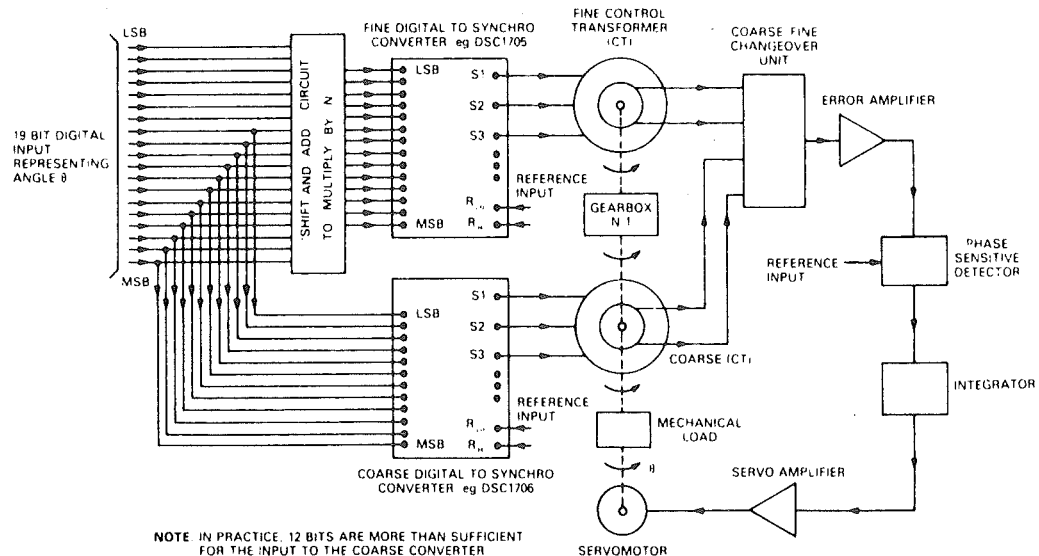 LSB
19 BIT DIGITAL
INPUT
REPRESENTING
ANGLE θ
MSB
'SHIFT AND ADD CIRCUIT
TO MULTIPLY BY N
FINE DIGITAL TO SYNCHRO
CONVERTER eg DSC1705
LSB
S1
S2
S3
MSB
RH
REFERENCE
INPUT
FINE CONTROL
TRANSFORMER
(CT)
GEARBOX
N 1
COARSE FINE
CHANGEOVER
UNIT
ERROR AMPLIFIER
REFERENCE
INPUT
PHASE
SENSITIVE
DETECTOR
INTEGRATOR
LSB
S1
S2
S3
MSB
RH
REFERENCE
INPUT
COARSE DIGITAL TO SYNCHRO
CONVERTER eg DSC1706
COARSE (CT)
MECHANICAL
LOAD
θ
SERVO AMPLIFIER
SERVOMOTOR
NOTE. IN PRACTICE, 12 BITS ARE MORE THAN SUFFICIENT
FOR THE INPUT TO THE COARSE CONVERTER